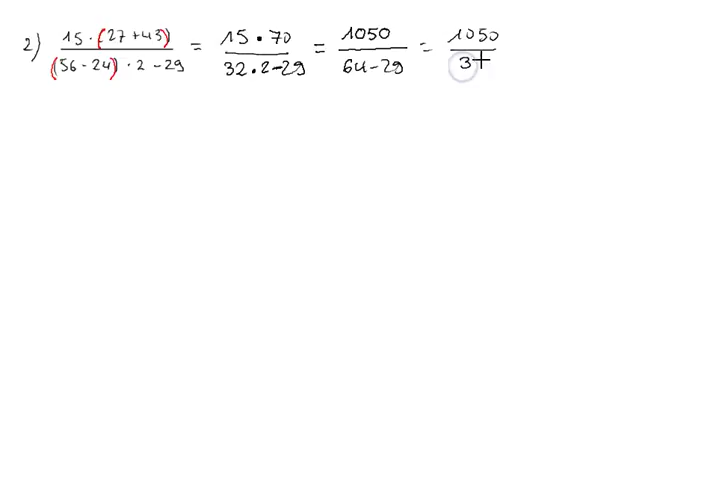 2) (15 · (27 + 43)) / ((56 - 24) · 2 - 29) = (15 · 70) / (32 · 2 - 29) = 1050 / (64 - 29) = 1050 / 3